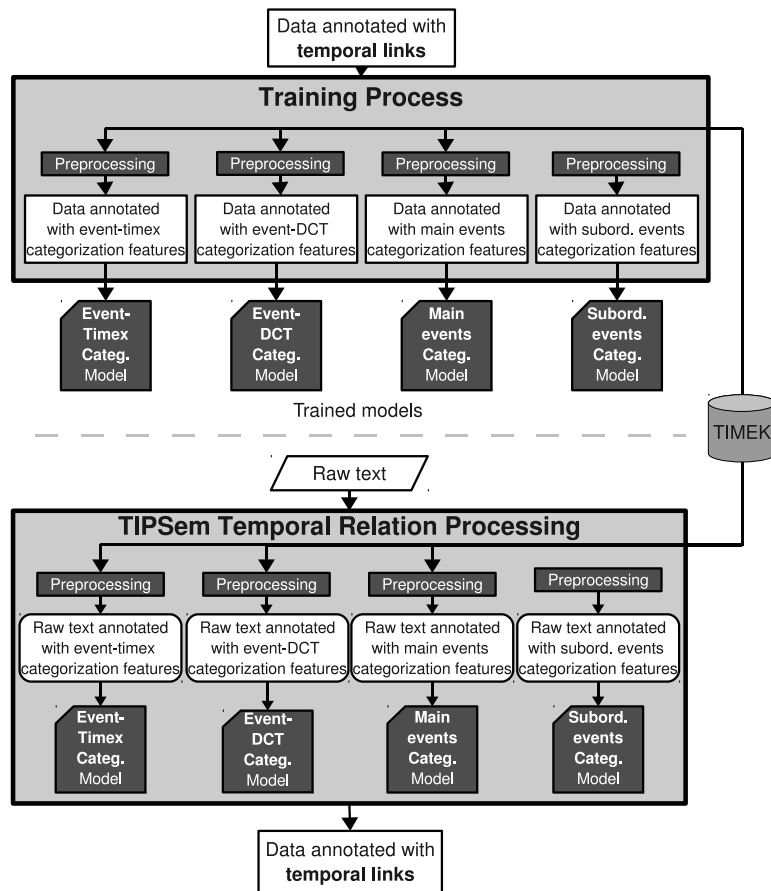 Data annotated with
temporal links
Training Process
Preprocessing
Preprocessing
Preprocessing
Preprocessing
Data annotated
with event-timex
categorization features
Data annotated
with event-DCT
categorization features
Data annotated
with main events
categorization features
Data annotated
with subord. events
categorization features
Event-
Timex
Categ.
Model
Event-
DCT
Categ.
Model
Main
events
Categ.
Model
Subord.
events
Categ.
Model
Trained models
TIMEK
Raw text
TIPSem Temporal Relation Processing
Preprocessing
Preprocessing
Preprocessing
Preprocessing
Raw text annotated
with event-timex
categorization features
Raw text annotated
with event-DCT
categorization features
Raw text annotated
with main events
categorization features
Raw text annotated
with subord. events
categorization features
Event-
Timex
Categ.
Model
Event-
DCT
Categ.
Model
Main
events
Categ.
Model
Subord.
events
Categ.
Model
Data annotated with
temporal links